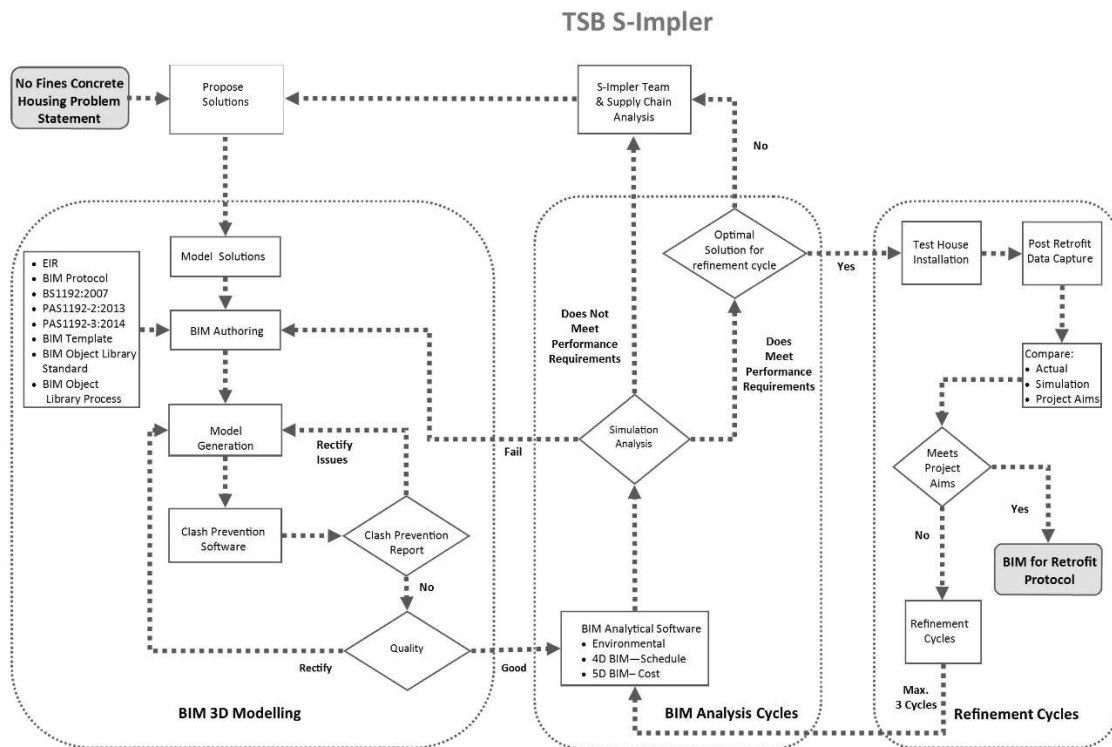 TSB S-Impler
No Fines Concrete
Housing Problem
Statement
Propose
Solutions
S-Impler Team
& Supply Chain
Analysis
No
Model Solutions
• EIR
• BIM Protocol
• BS1192:2007
• PAS1192-2:2013
• PAS1192-3:2014
• BIM Template
• BIM Object Library
Standard
• BIM Object
Library Process
BIM Authoring
Model
Generation
Rectify
Issues
Clash Prevention
Software
Clash Prevention
Report
No
Quality
Rectify
Good
BIM 3D Modelling
Fail
Does Not
Meet
Performance
Requirements
Optimal
Solution for
refinement cycle
Yes
Does
Meet
Performance
Requirements
Simulation
Analysis
BIM Analytical Software
• Environmental
• 4D BIM—Schedule
• 5D BIM– Cost
BIM Analysis Cycles
Test House
Installation
Post Retrofit
Data Capture
Compare:
• Actual
• Simulation
• Project Aims
Meets
Project
Aims
Yes
No
BIM for Retrofit
Protocol
Refinement
Cycles
Max.
3 Cycles
Refinement Cycles